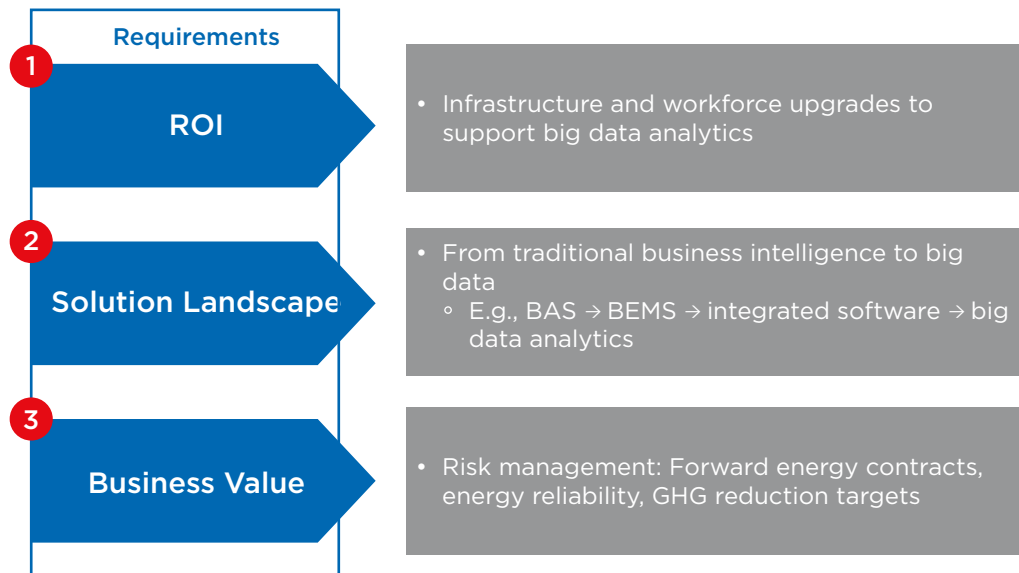 Requirements
1
ROI
• Infrastructure and workforce upgrades to
support big data analytics
2
Solution Landscape
• From traditional business intelligence to big
data
° E.g., BAS → BEMS → integrated software → big
data analytics
3
Business Value
• Risk management: Forward energy contracts,
energy reliability, GHG reduction targets